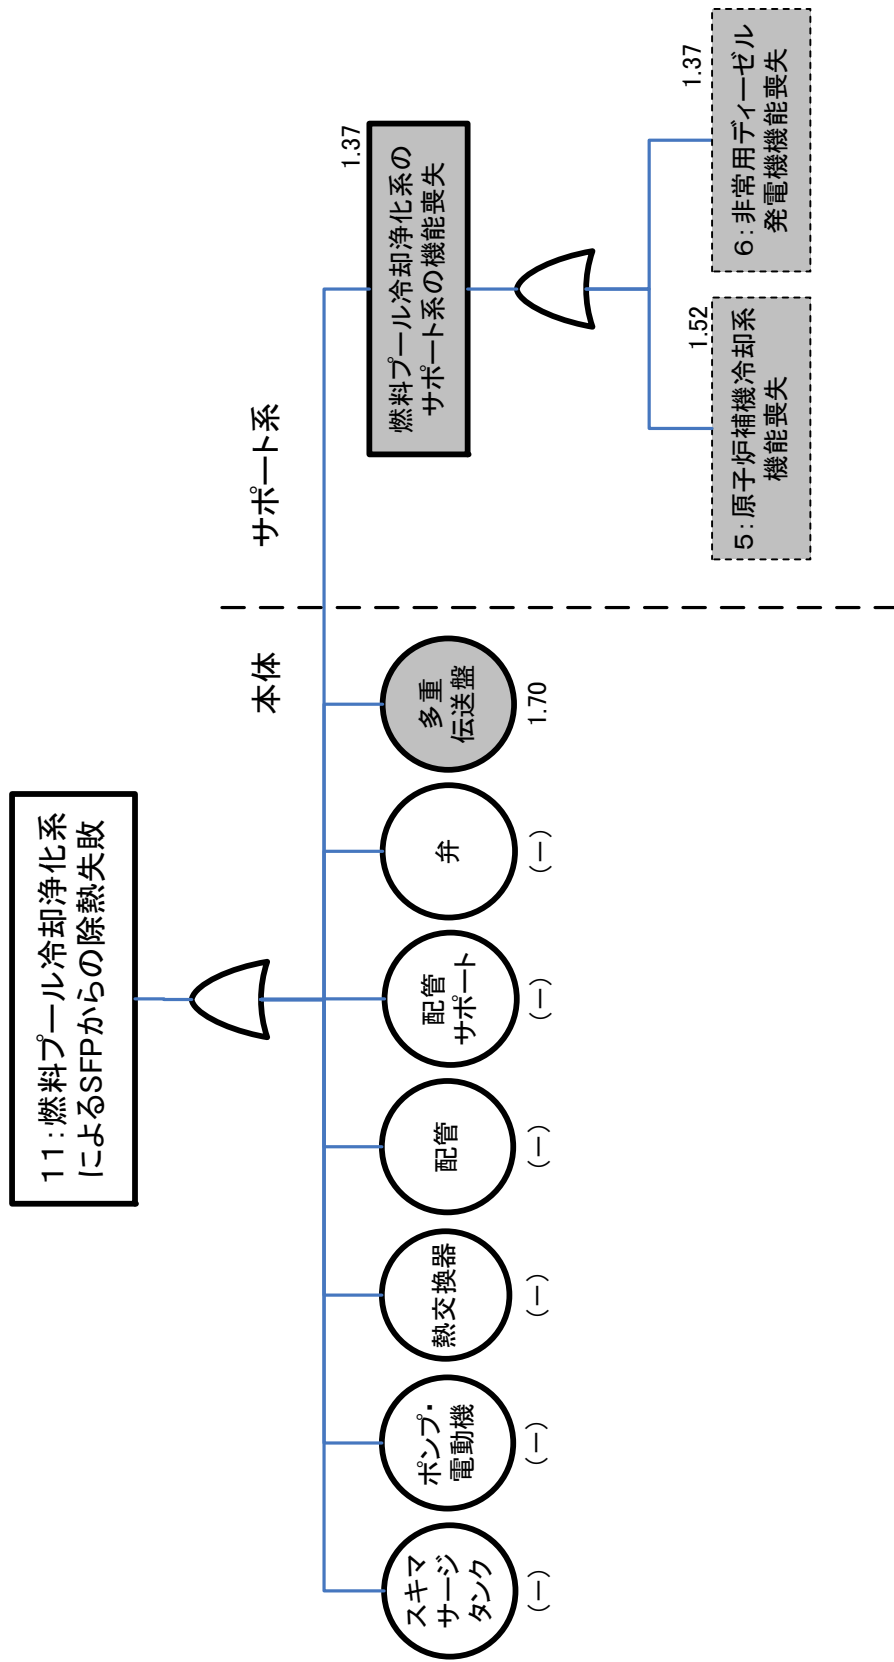 11:燃料プール冷却浄化系
によるSFPからの除熱失敗
本体
サポート系
スキマ
サージ
タンク
(－)
ポンプ・
電動機
(－)
熱交換器
(－)
配管
(－)
配管
サポート
(－)
弁
(－)
多重
伝送盤
1.70
1.37
燃料プール冷却浄化系の
サポート系の機能喪失
1.52
5:原子炉補機冷却系
機能喪失
1.37
6:非常用ディーゼル
発電機機能喪失